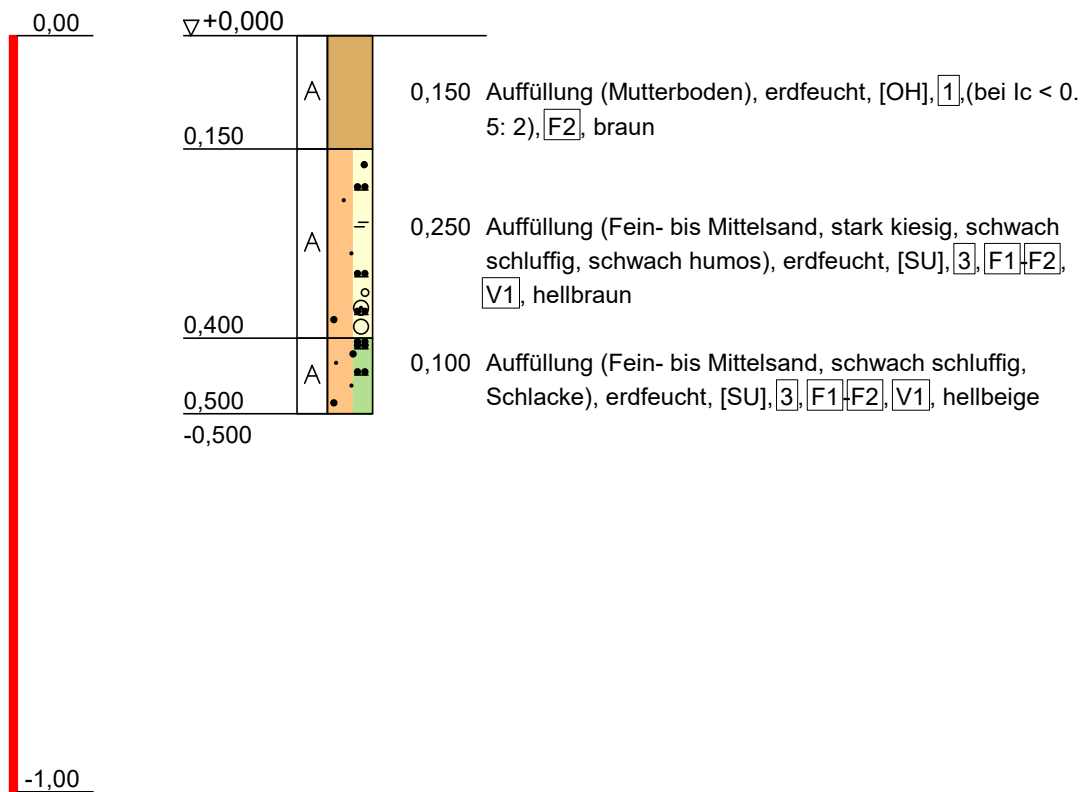 0,00
▽+0,000
A
0,150 Auffüllung (Mutterboden), erdfeucht, [OH], 1,(bei Ic < 0.
5: 2), F2, braun
0,150
A
0,250 Auffüllung (Fein- bis Mittelsand, stark kiesig, schwach
schluffig, schwach humos), erdfeucht, [SU], 3, F1-F2,
V1, hellbraun
0,400
A
0,100 Auffüllung (Fein- bis Mittelsand, schwach schluffig,
Schlacke), erdfeucht, [SU], 3, F1-F2, V1, hellbeige
0,500
-0,500
-1,00